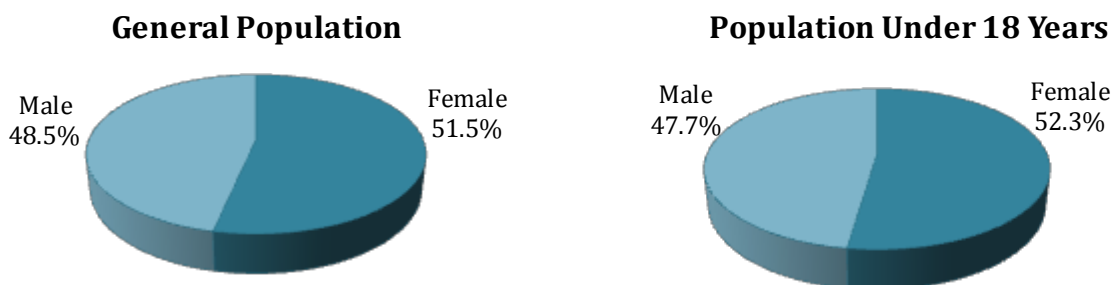 General Population
Male
48.5%
Female
51.5%
Population Under 18 Years
Male
47.7%
Female
52.3%